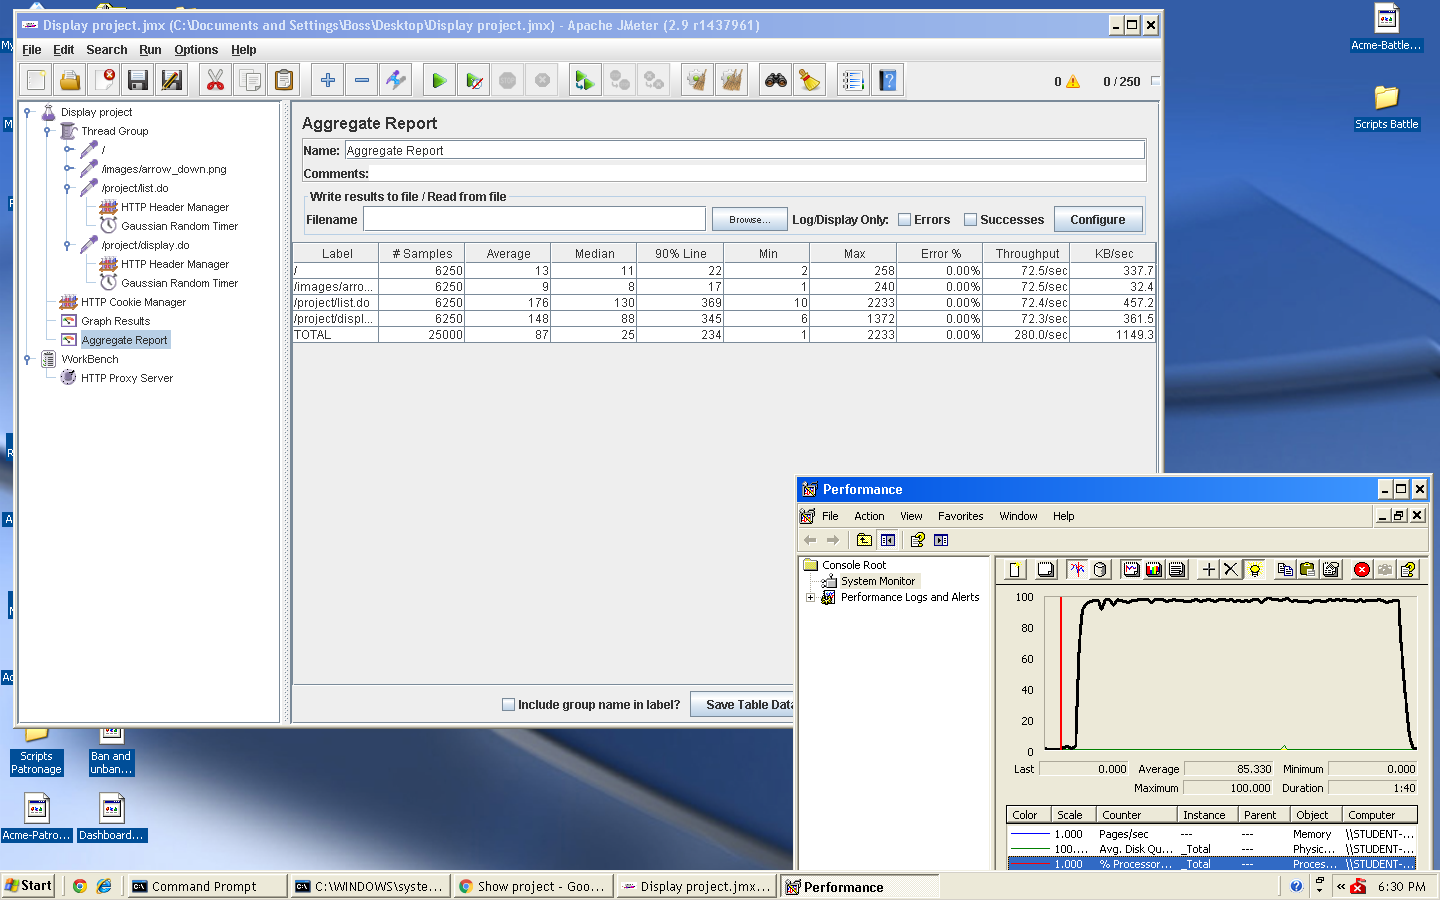 Display project.jmx (C:\Documents and Settings\Boss\Desktop\Display project.jmx) - Apache JMeter (2.9 r1437961)
File Edit Search Run Options Help
0 0 / 250
Display project
Thread Group
/
/images/arrow_down.png
/project/list.do
HTTP Header Manager
Gaussian Random Timer
/project/display.do
HTTP Header Manager
Gaussian Random Timer
HTTP Cookie Manager
Graph Results
Aggregate Report
WorkBench
HTTP Proxy Server
Aggregate Report
Name: Aggregate Report
Comments:
Write results to file / Read from file
Filename Browse... Log/Display Only: Errors Successes Configure
Label # Samples Average Median 90% Line Min Max Error % Throughput KB/sec
/ 6250 13 11 22 2 258 0.00% 72.5/sec 337.7
/images/arro... 6250 9 8 17 1 240 0.00% 72.5/sec 32.4
/project/list.do 6250 176 130 369 10 2233 0.00% 72.4/sec 457.2
/project/displ... 6250 148 88 345 6 1372 0.00% 72.3/sec 361.5
TOTAL 25000 87 25 234 1 2233 0.00% 280.0/sec 1149.3
Include group name in label? Save Table Data
Performance
File Action View Favorites Window Help
Console Root
System Monitor
Performance Logs and Alerts
100
80
60
40
20
0
Last 0.000 Average 85.330 Minimum 0.000
Maximum 100.000 Duration 1:40
Color Scale Counter Instance Parent Object Computer
1.000 Pages/sec --- --- Memory \\STUDENT-...
100.... Avg. Disk Qu... _Total --- Physic... \\STUDENT-...
1.000 % Processor... _Total --- Proces... \\STUDENT-...
Acme-Battle...
Scripts Battle
Scripts Patronage
Ban and unban...
Acme-Patro...
Dashboard...
Start Command Prompt C:\WINDOWS\syste... Show project - Goo... Display project.jmx... Performance « 6:30 PM